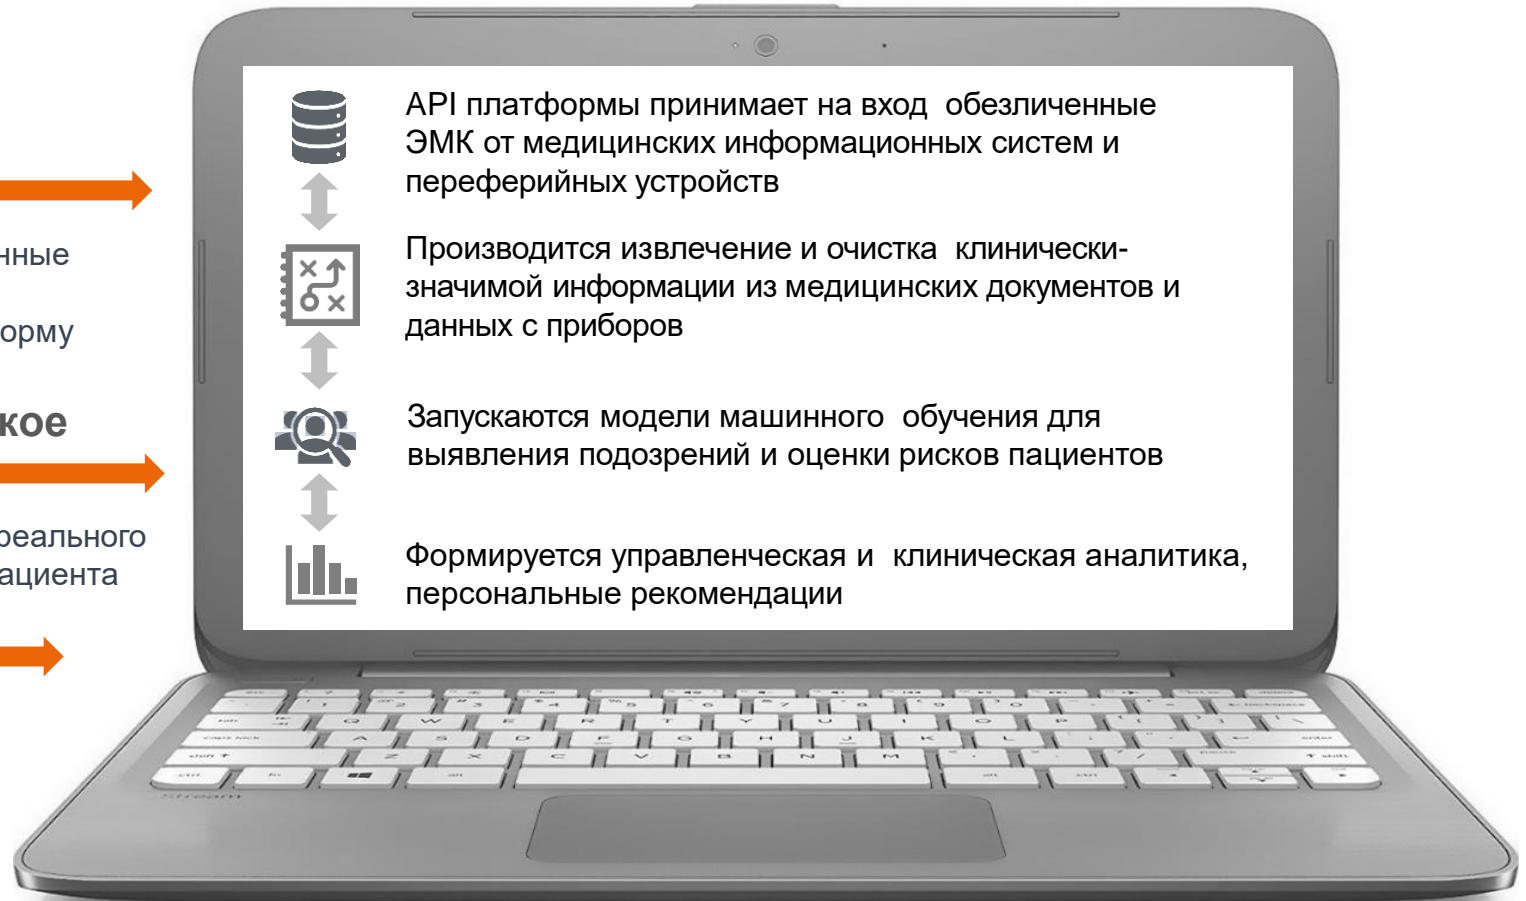 API платформы принимает на вход обезличенные
ЭМК от медицинских информационных систем и
переферийных устройств
Производится извлечение и очистка клинически-
значимой информации из медицинских документов и
данных с приборов
Запускаются модели машинного обучения для
выявления подозрений и оценки рисков пациентов
Формируется управленческая и клиническая аналитика,
персональные рекомендации
нные
орму
кое
реального
ациента
Stream